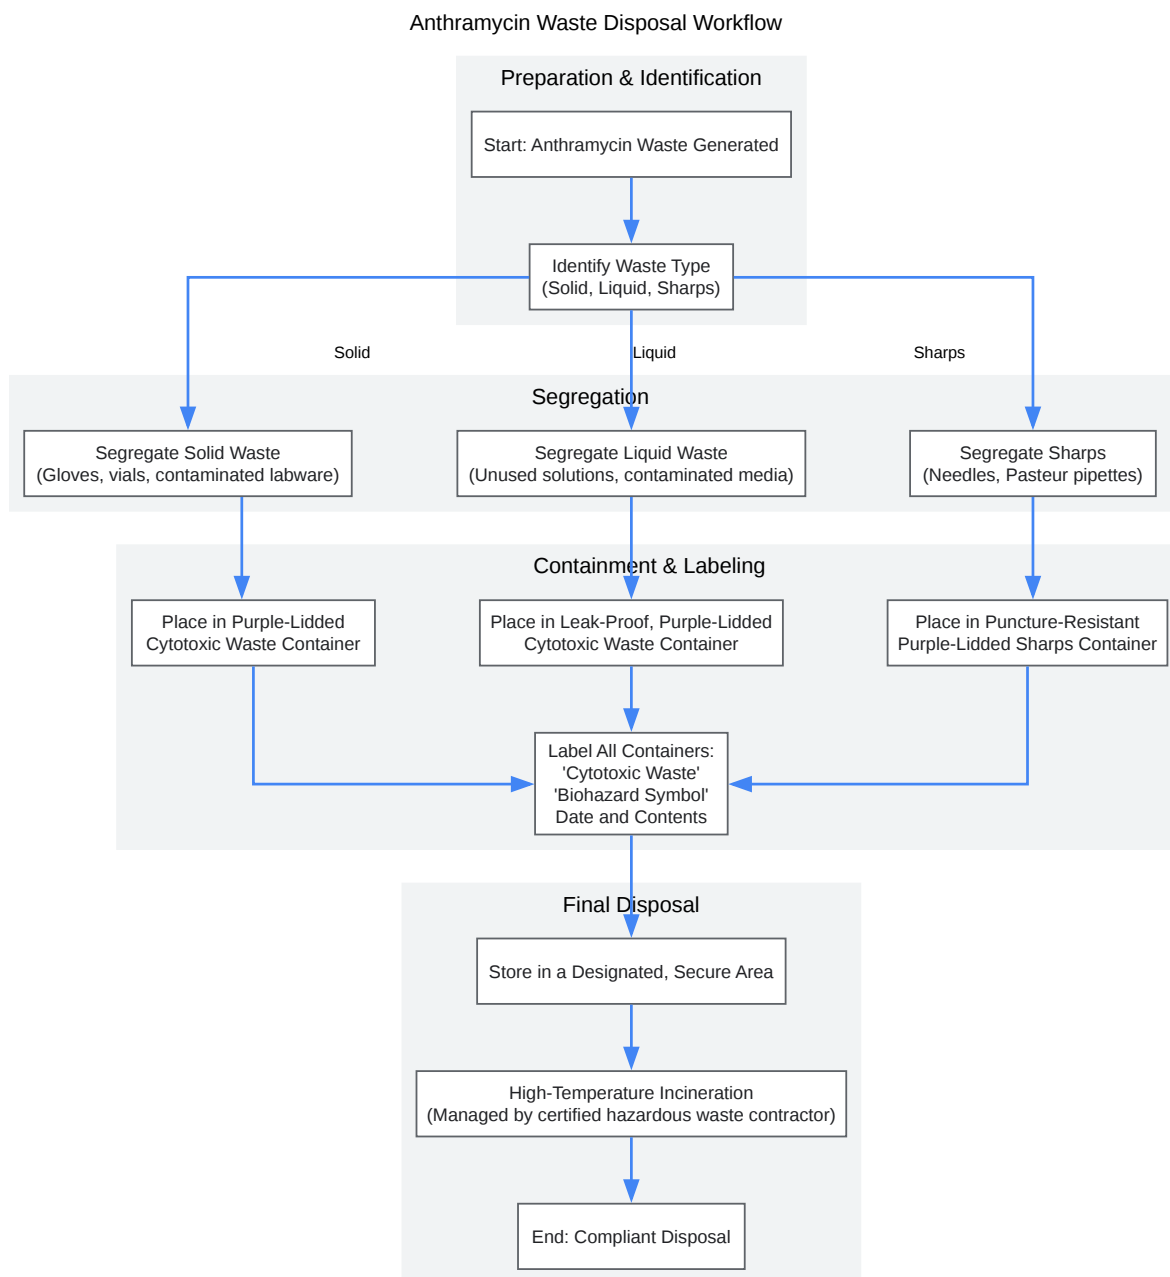 Anthramycin Waste Disposal Workflow
Preparation & Identification
Start: Anthramycin Waste Generated
Identify Waste Type
(Solid, Liquid, Sharps)
Solid
Liquid
Sharps
Segregation
Segregate Solid Waste
(Gloves, vials, contaminated labware)
Segregate Liquid Waste
(Unused solutions, contaminated media)
Segregate Sharps
(Needles, Pasteur pipettes)
Containment & Labeling
Place in Purple-Lidded
Cytotoxic Waste Container
Place in Leak-Proof, Purple-Lidded
Cytotoxic Waste Container
Place in Puncture-Resistant
Purple-Lidded Sharps Container
Label All Containers:
'Cytotoxic Waste'
'Biohazard Symbol'
Date and Contents
Final Disposal
Store in a Designated, Secure Area
High-Temperature Incineration
(Managed by certified hazardous waste contractor)
End: Compliant Disposal